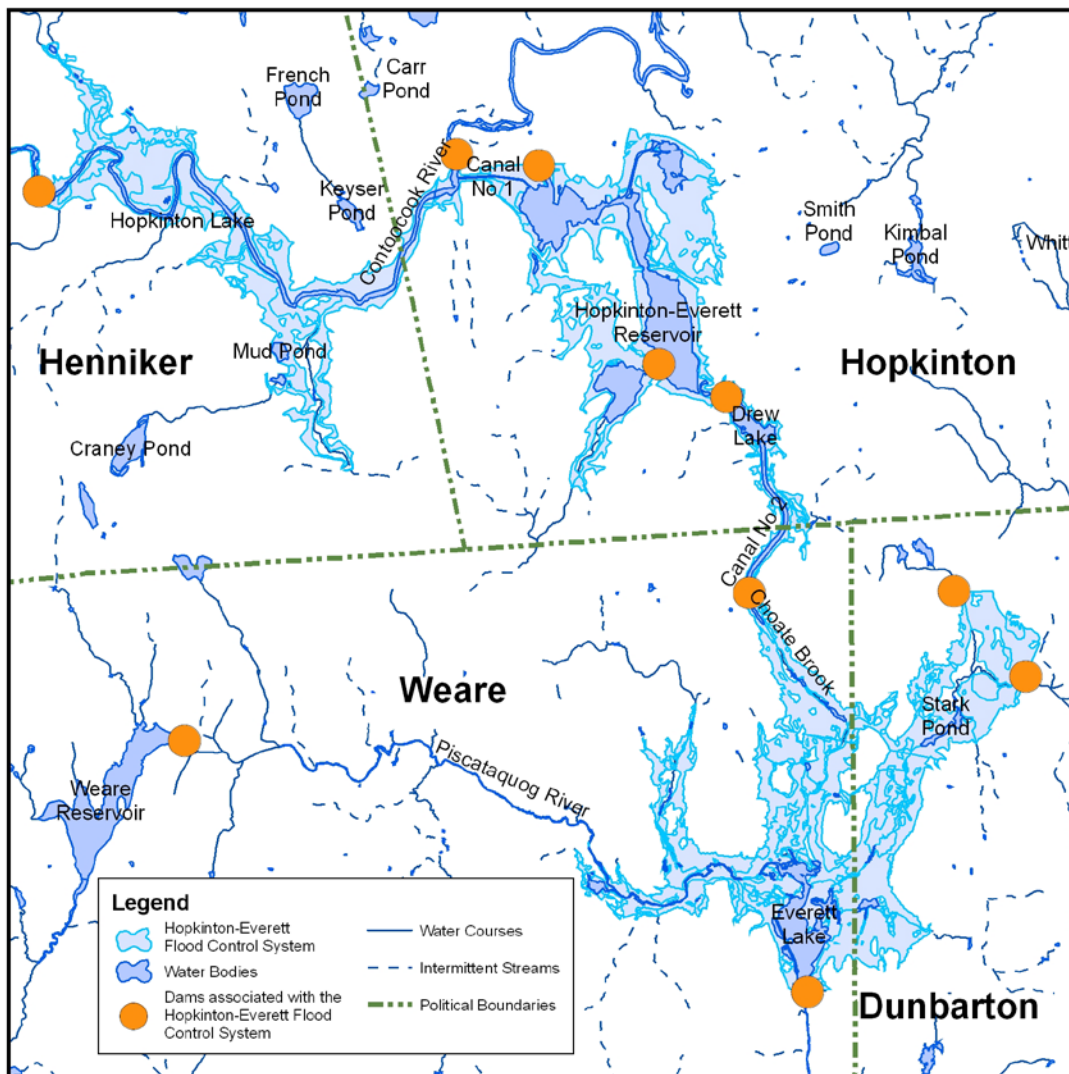 French
Pond
Carr
Pond
Contoocook River
Canal
No.1
Keyser
Pond
Hopkinton Lake
Smith
Pond
Kimbal
Pond
Whitt
Hopkinton-Everett
Reservoir
Henniker
Mud Pond
Hopkinton
Drew
Lake
Craney Pond
Canal No.2
Choate Brook
Weare
Stark
Pond
Piscataquog River
Weare
Reservoir
Everett
Lake
Dunbarton
Legend
Hopkinton-Everett
Flood Control System
Water Bodies
Dams associated with the
Hopkinton-Everett Flood
Control System
Water Courses
Intermittent Streams
Political Boundaries